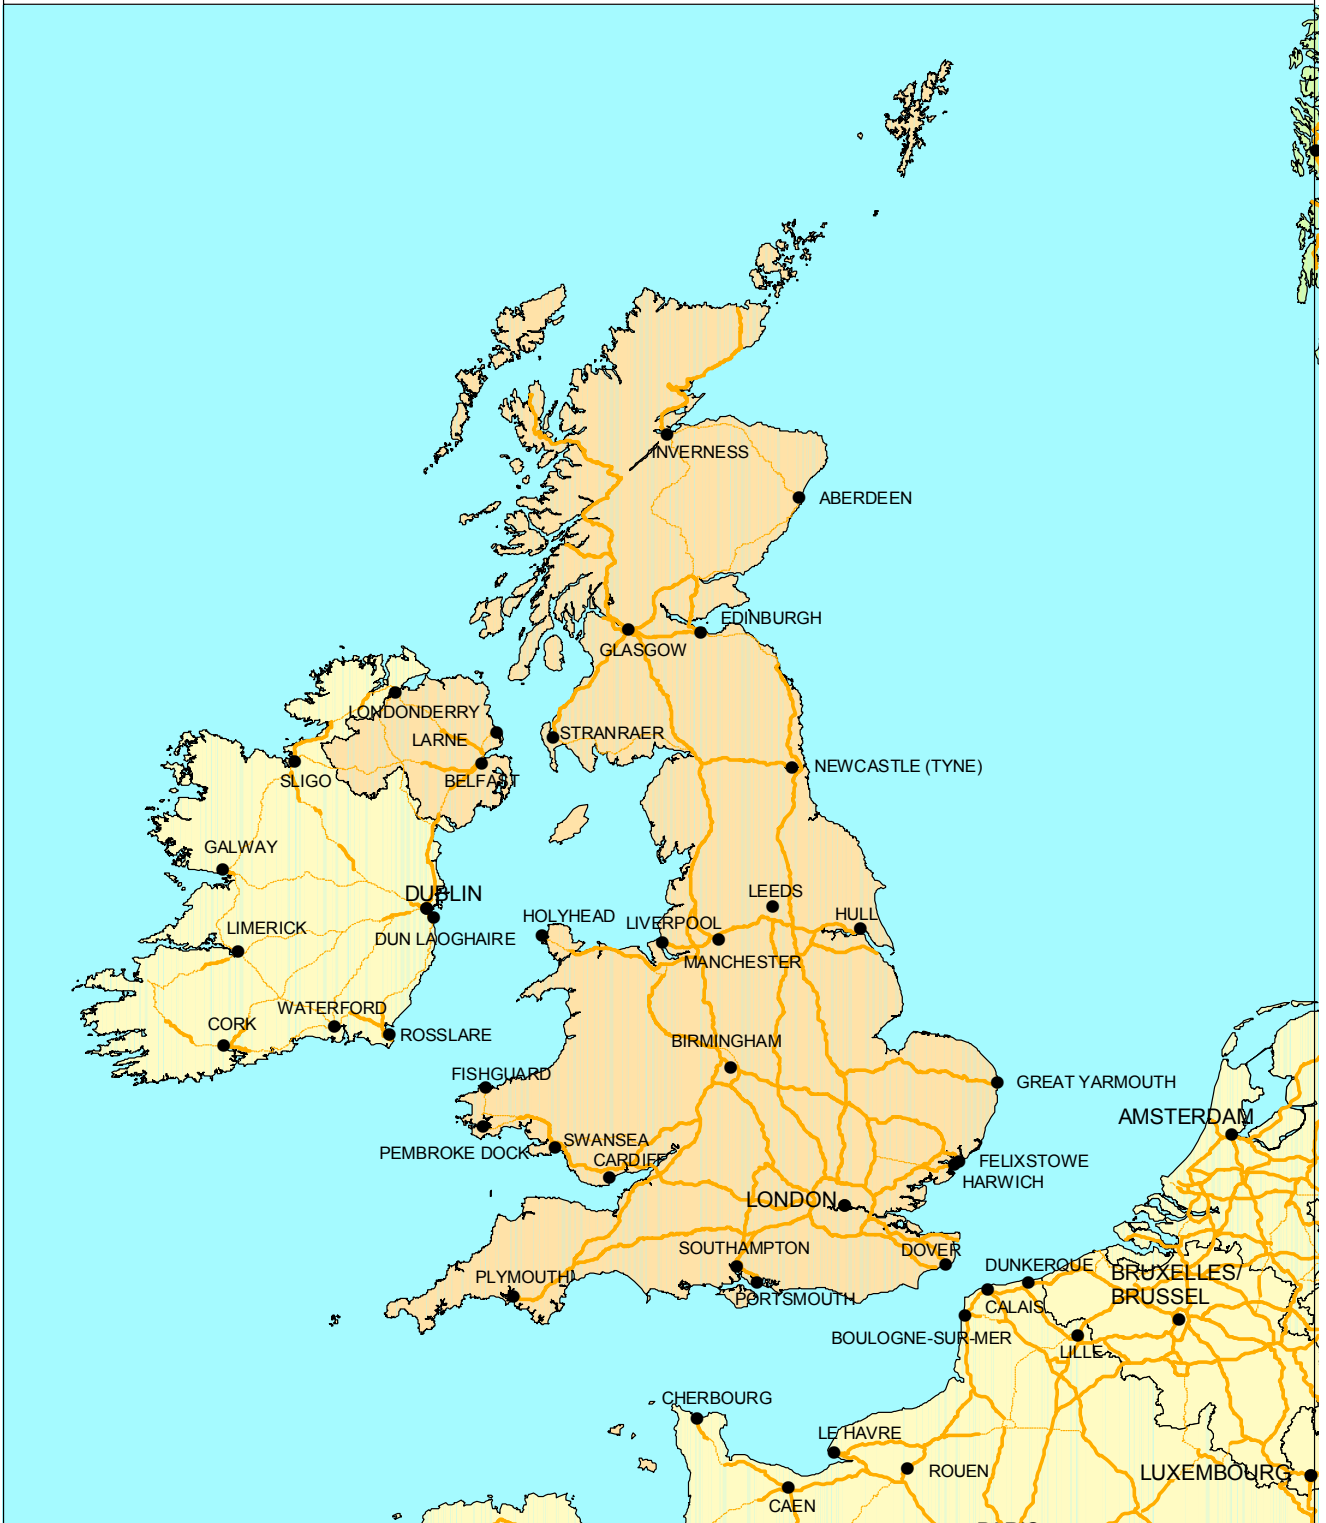 INVERNESS
ABERDEEN
EDINBURGH
GLASGOW
LONDONDERRY
LARNE
STRANRAER
BELFAST
SLIGO
NEWCASTLE (TYNE)
GALWAY
DUBLIN
LEEDS
HOLYHEAD
LIVERPOOL
HULL
LIMERICK
DUN LAOGHAIRE
MANCHESTER
WATERFORD
CORK
ROSSLARE
BIRMINGHAM
FISHGUARD
GREAT YARMOUTH
AMSTERDAM
PEMBROKE DOCK
SWANSEA
CARDIFF
FELIXSTOWE
HARWICH
LONDON
SOUTHAMPTON
DOVER
PLYMOUTH
PORTSMOUTH
DUNKERQUE
CALAIS
BRUXELLES/
BRUSSEL
BOULOGNE-SUR-MER
LILLE
CHERBOURG
LE HAVRE
ROUEN
LUXEMBOURG
CAEN